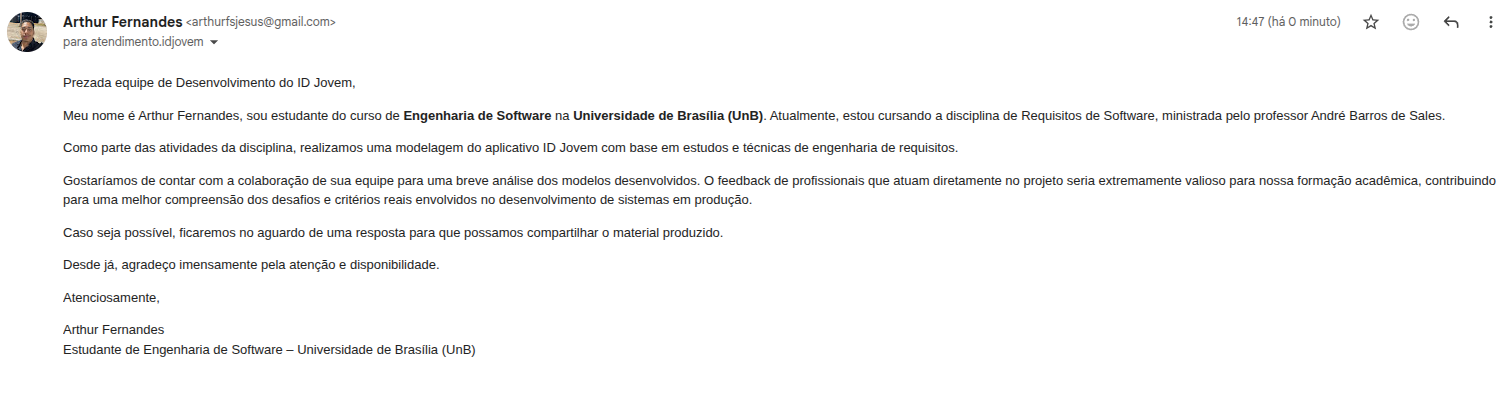 Arthur Fernandes <arthurfsjesus@gmail.com>
14:47 (há 0 minuto)
para atendimento.idjovem
Prezada equipe de Desenvolvimento do ID Jovem,
Meu nome é Arthur Fernandes, sou estudante do curso de Engenharia de Software na Universidade de Brasília (UnB). Atualmente, estou cursando a disciplina de Requisitos de Software, ministrada pelo professor André Barros de Sales.
Como parte das atividades da disciplina, realizamos uma modelagem do aplicativo ID Jovem com base em estudos e técnicas de engenharia de requisitos.
Gostaríamos de contar com a colaboração de sua equipe para uma breve análise dos modelos desenvolvidos. O feedback de profissionais que atuam diretamente no projeto seria extremamente valioso para nossa formação acadêmica, contribuindo
para uma melhor compreensão dos desafios e critérios reais envolvidos no desenvolvimento de sistemas em produção.
Caso seja possível, ficaremos no aguardo de uma resposta para que possamos compartilhar o material produzido.
Desde já, agradeço imensamente pela atenção e disponibilidade.
Atenciosamente,
Arthur Fernandes
Estudante de Engenharia de Software – Universidade de Brasília (UnB)